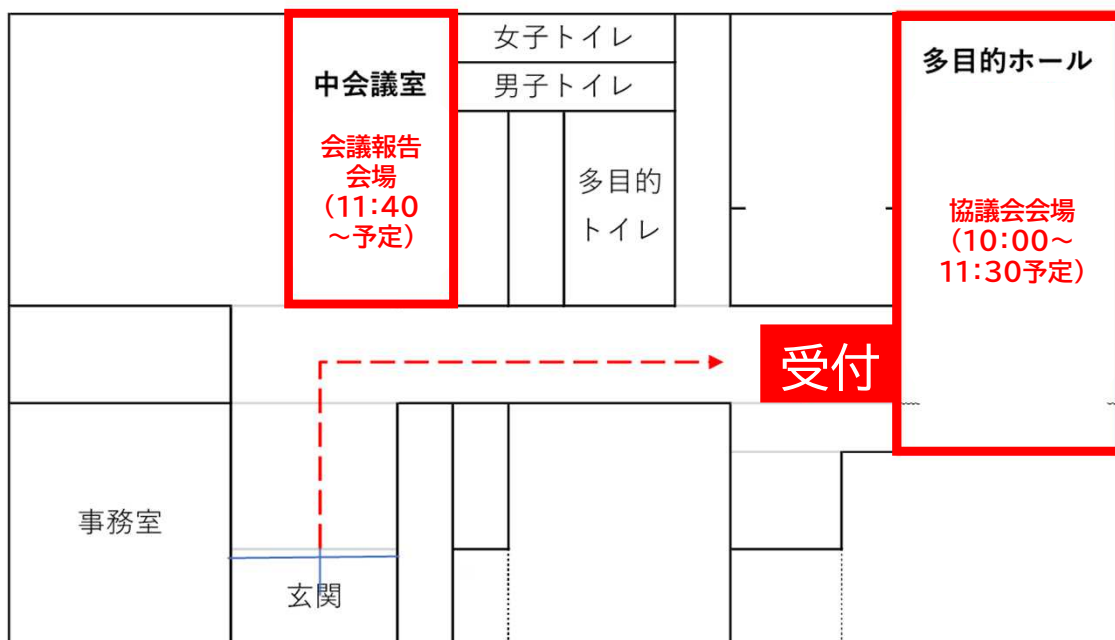 女子トイレ
男子トイレ
中会議室
会議報告
会場
(11:40
～予定)
多目的
トイレ
多目的ホール
協議会会場
(10:00～
11:30予定)
受付
事務室
玄関